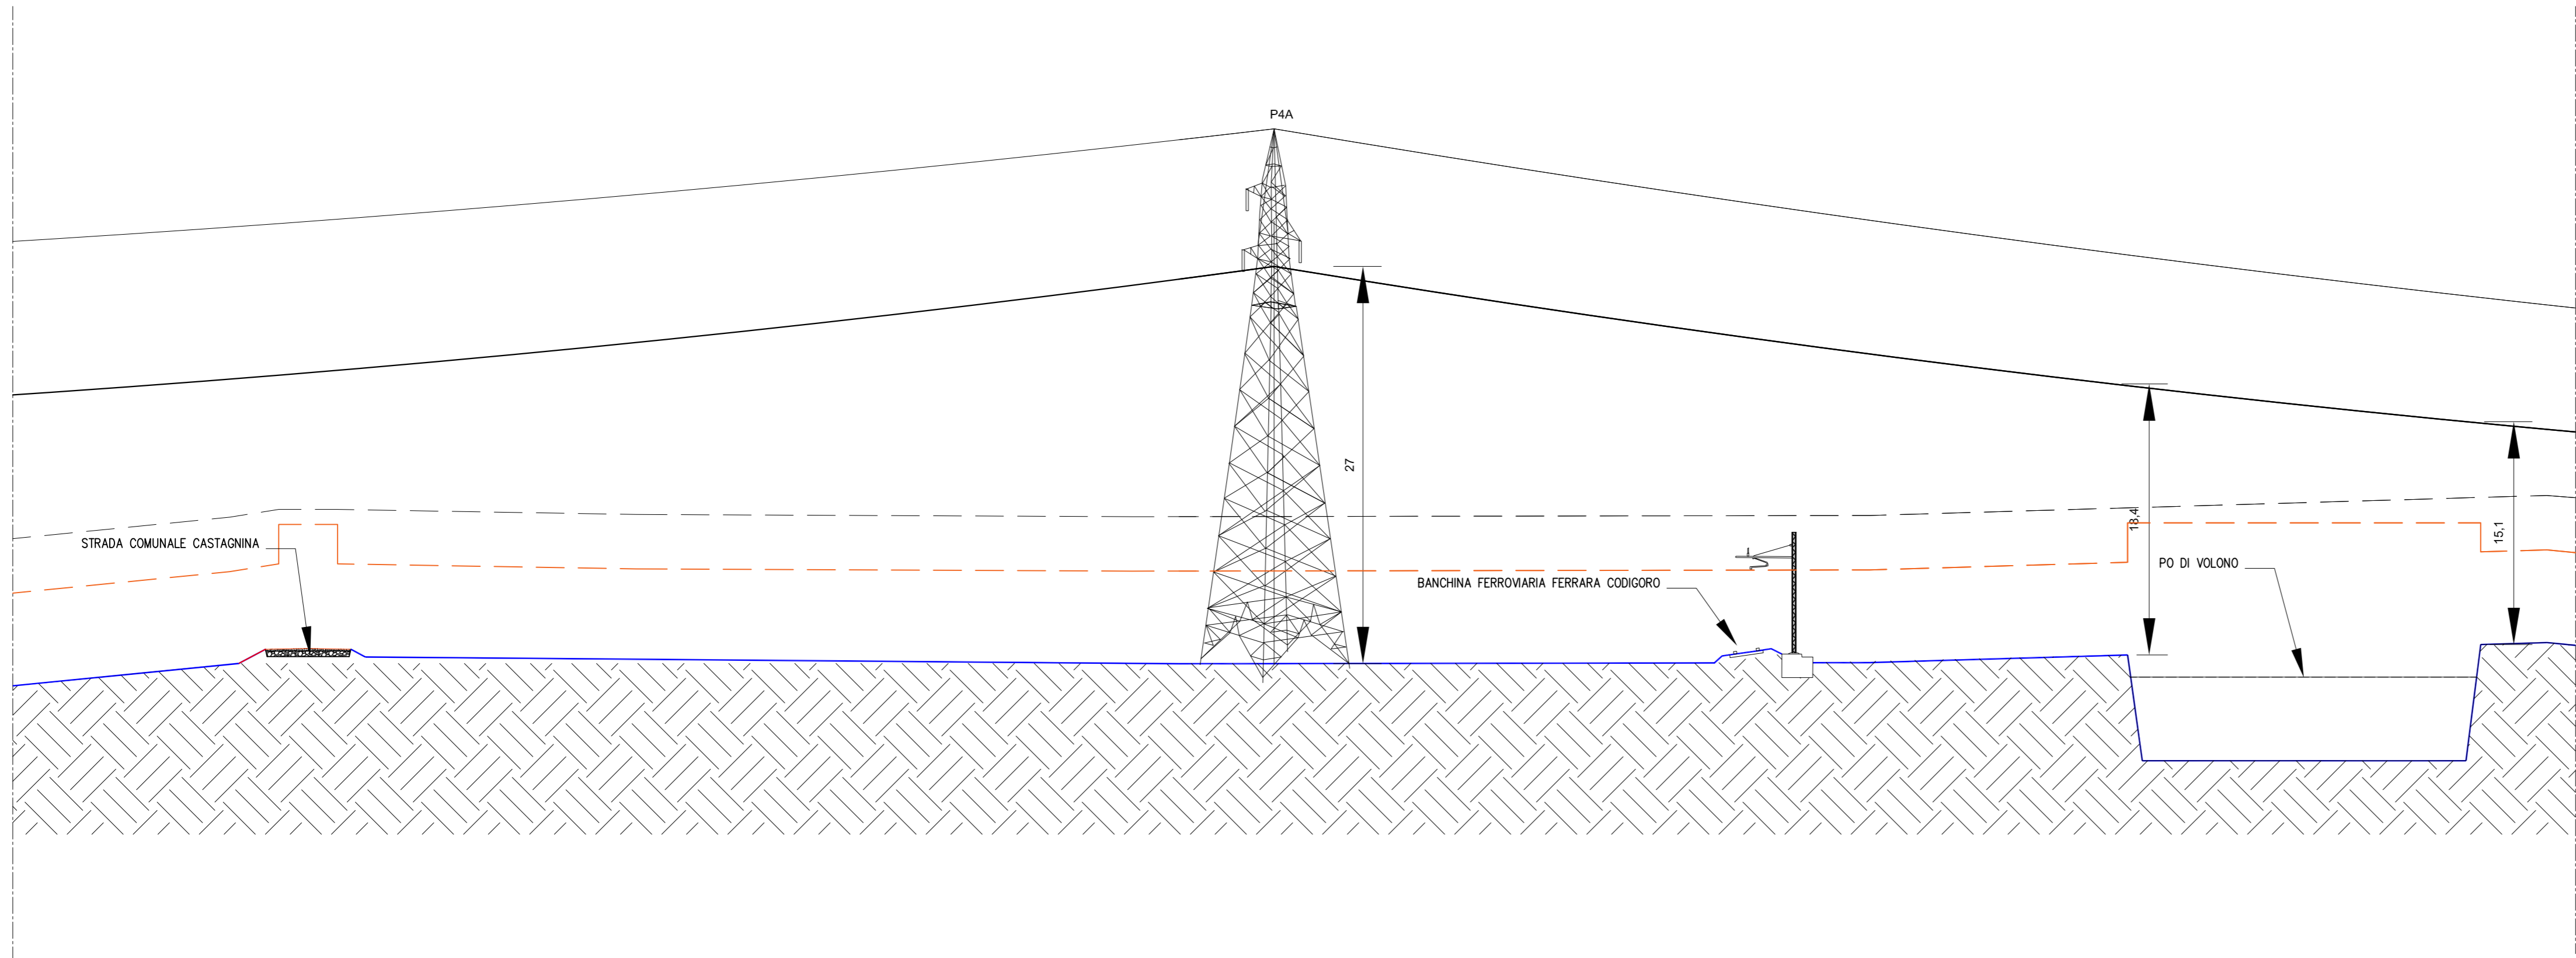 P4A
27
18,4
15,1
STRADA COMUNALE CASTAGNINA
BANCHINA FERROVIARIA FERRARA CODIGORO
PO DI VOLONO